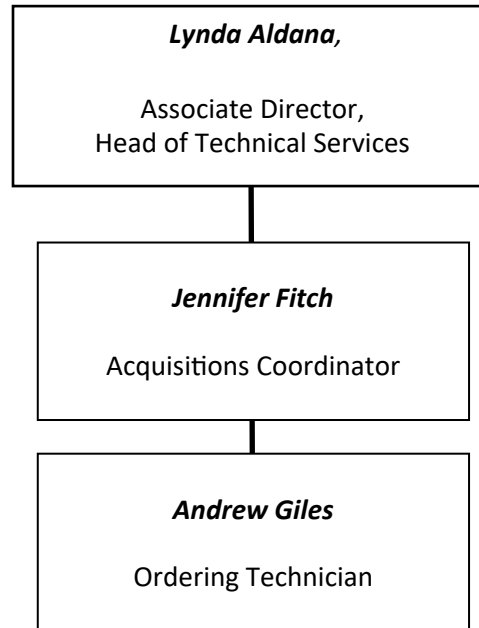 Lynda Aldana,
Associate Director,
Head of Technical Services
Jennifer Fitch
Acquisitions Coordinator
Andrew Giles
Ordering Technician